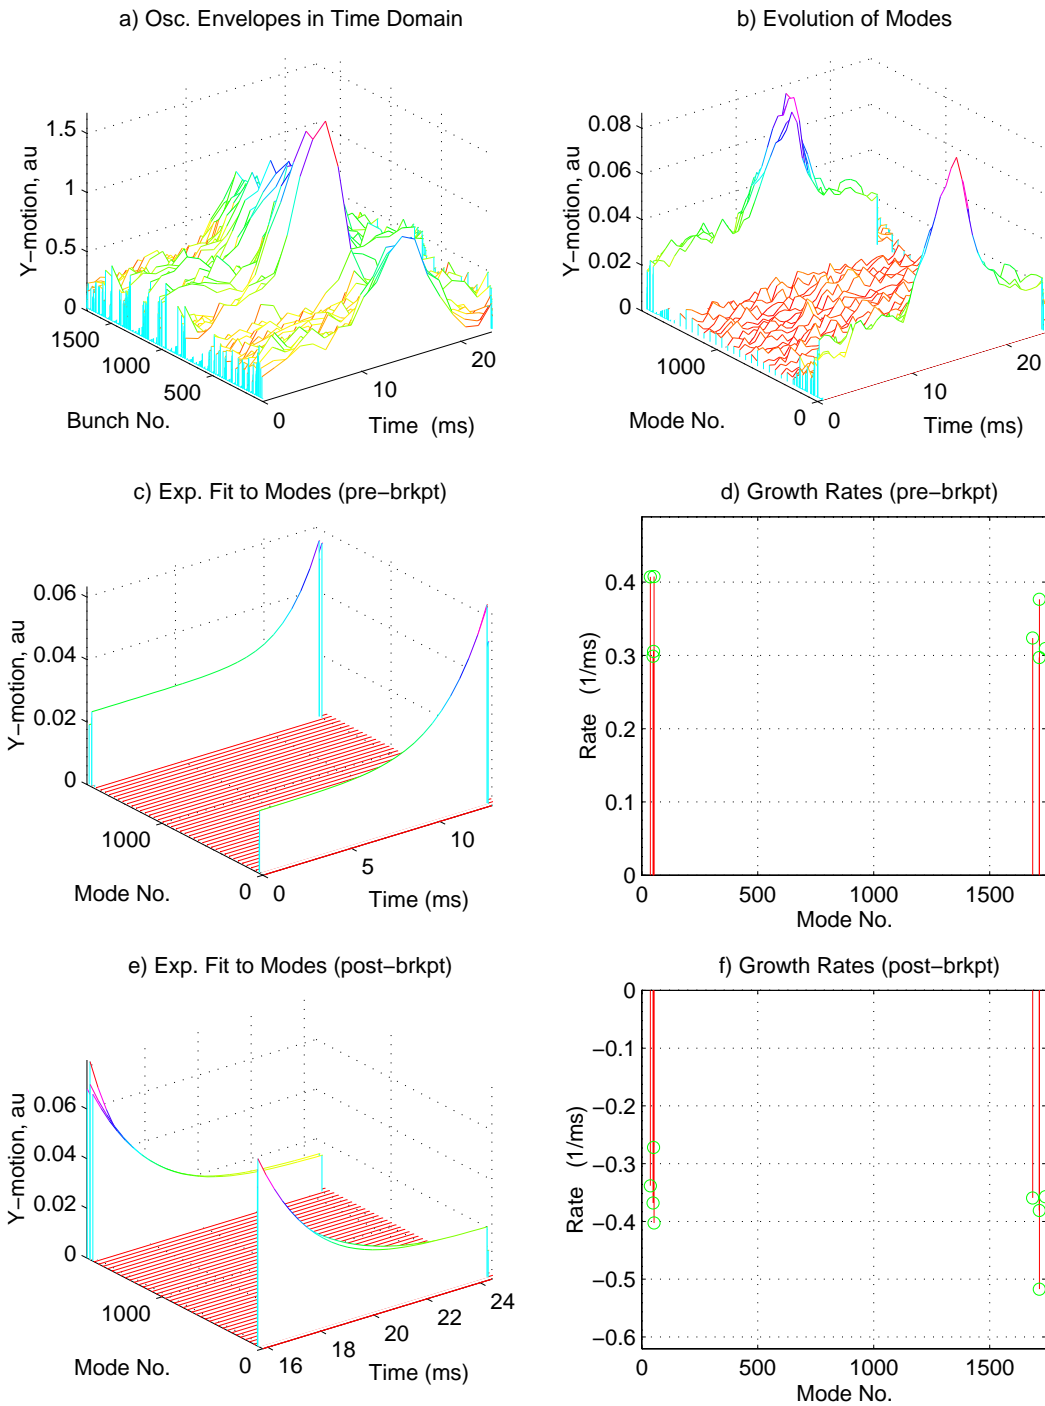 a) Osc. Envelopes in Time Domain
b) Evolution of Modes
Y−motion, au
1.5
1
0.5
0
1500
1000
500
Bunch No.
0
10
20
Time (ms)
Y−motion, au
0.08
0.06
0.04
0.02
0
1000
0
Mode No.
0
10
20
Time (ms)
c) Exp. Fit to Modes (pre−brkpt)
d) Growth Rates (pre−brkpt)
Y−motion, au
0.06
0.04
0.02
0
1000
0
Mode No.
0
5
10
Time (ms)
Rate (1/ms)
0.4
0.3
0.2
0.1
0
0
500
1000
1500
Mode No.
e) Exp. Fit to Modes (post−brkpt)
f) Growth Rates (post−brkpt)
Y−motion, au
0.06
0.04
0.02
0
1000
0
Mode No.
16
18
20
22
24
Time (ms)
Rate (1/ms)
0
−0.1
−0.2
−0.3
−0.4
−0.5
−0.6
0
500
1000
1500
Mode No.